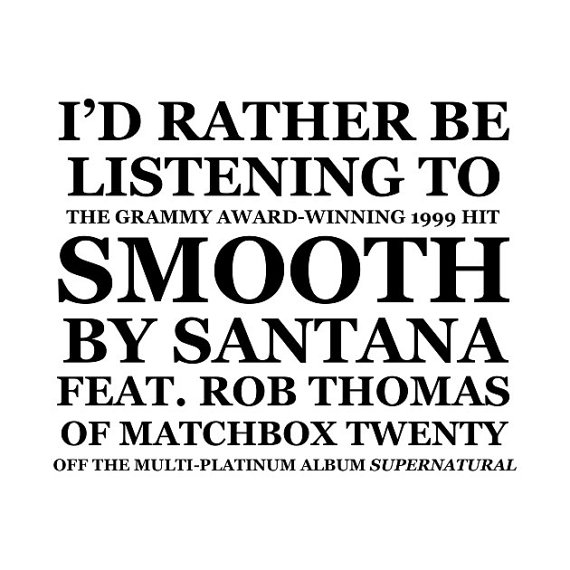 I’D RATHER BE
LISTENING TO
THE GRAMMY AWARD-WINNING 1999 HIT
SMOOTH
BY SANTANA
FEAT. ROB THOMAS
OF MATCHBOX TWENTY
OFF THE MULTI-PLATINUM ALBUM SUPERNATURAL